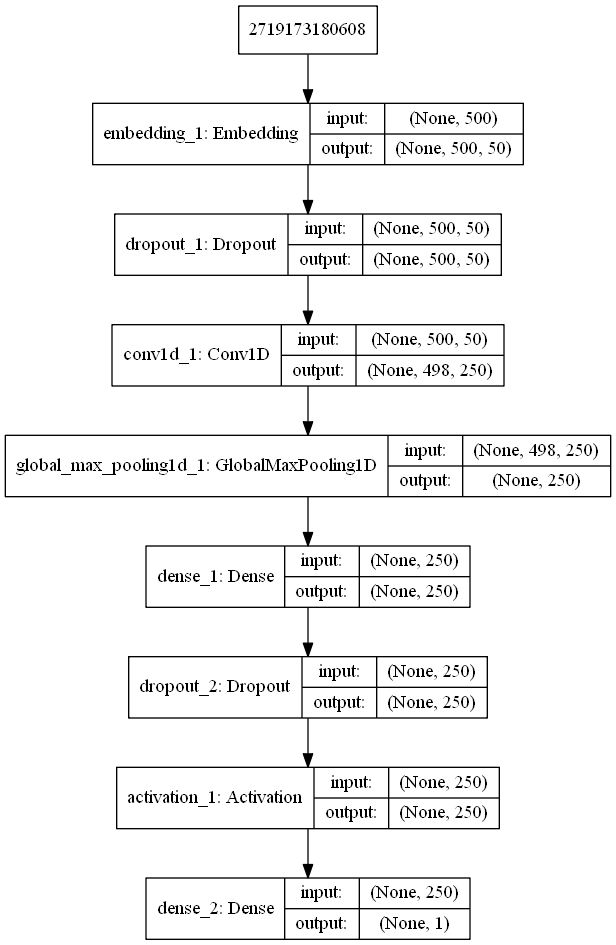 2719173180608
embedding_1: Embedding
input: (None, 500)
output: (None, 500, 50)
dropout_1: Dropout
input: (None, 500, 50)
output: (None, 500, 50)
conv1d_1: Conv1D
input: (None, 500, 50)
output: (None, 498, 250)
global_max_pooling1d_1: GlobalMaxPooling1D
input: (None, 498, 250)
output: (None, 250)
dense_1: Dense
input: (None, 250)
output: (None, 250)
dropout_2: Dropout
input: (None, 250)
output: (None, 250)
activation_1: Activation
input: (None, 250)
output: (None, 250)
dense_2: Dense
input: (None, 250)
output: (None, 1)